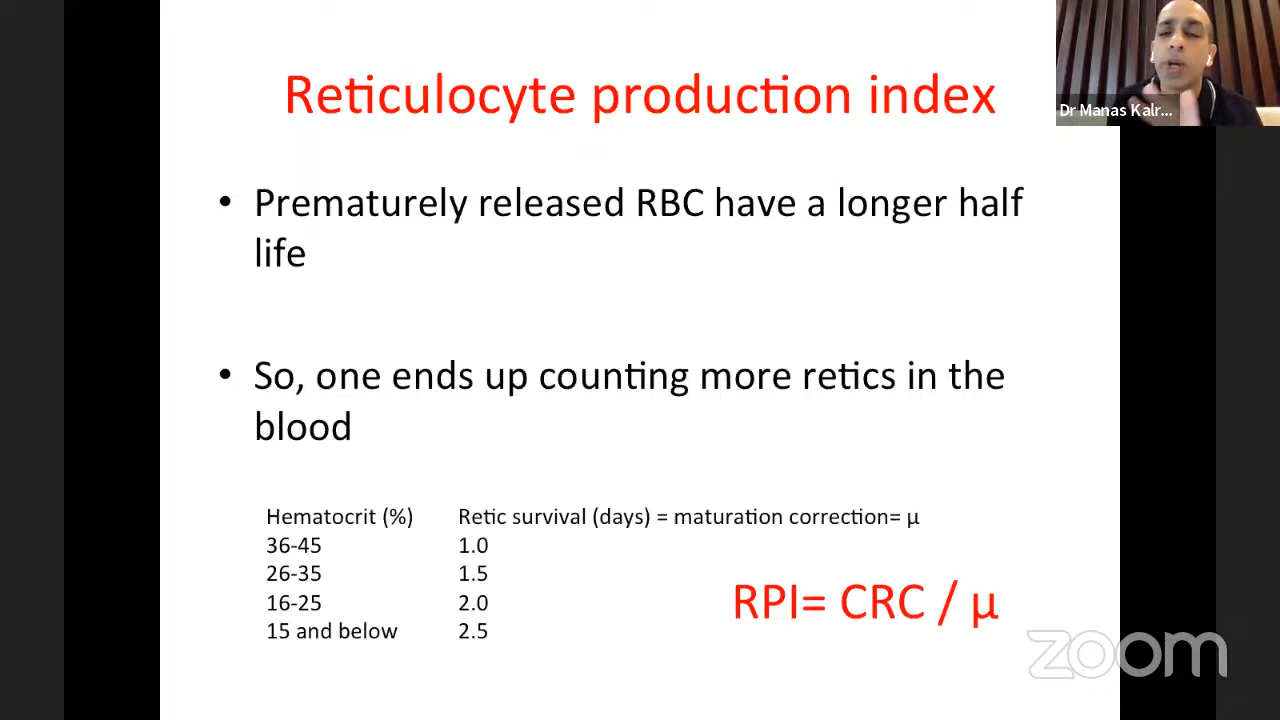 Reticulocyte production index
Dr Manas Kalr...
• Prematurely released RBC have a longer half
life
• So, one ends up counting more retics in the
blood
Hematocrit (%) Retic survival (days) = maturation correction= μ
36-45 1.0
26-35 1.5
16-25 2.0
15 and below 2.5
RPI= CRC / μ
zoom